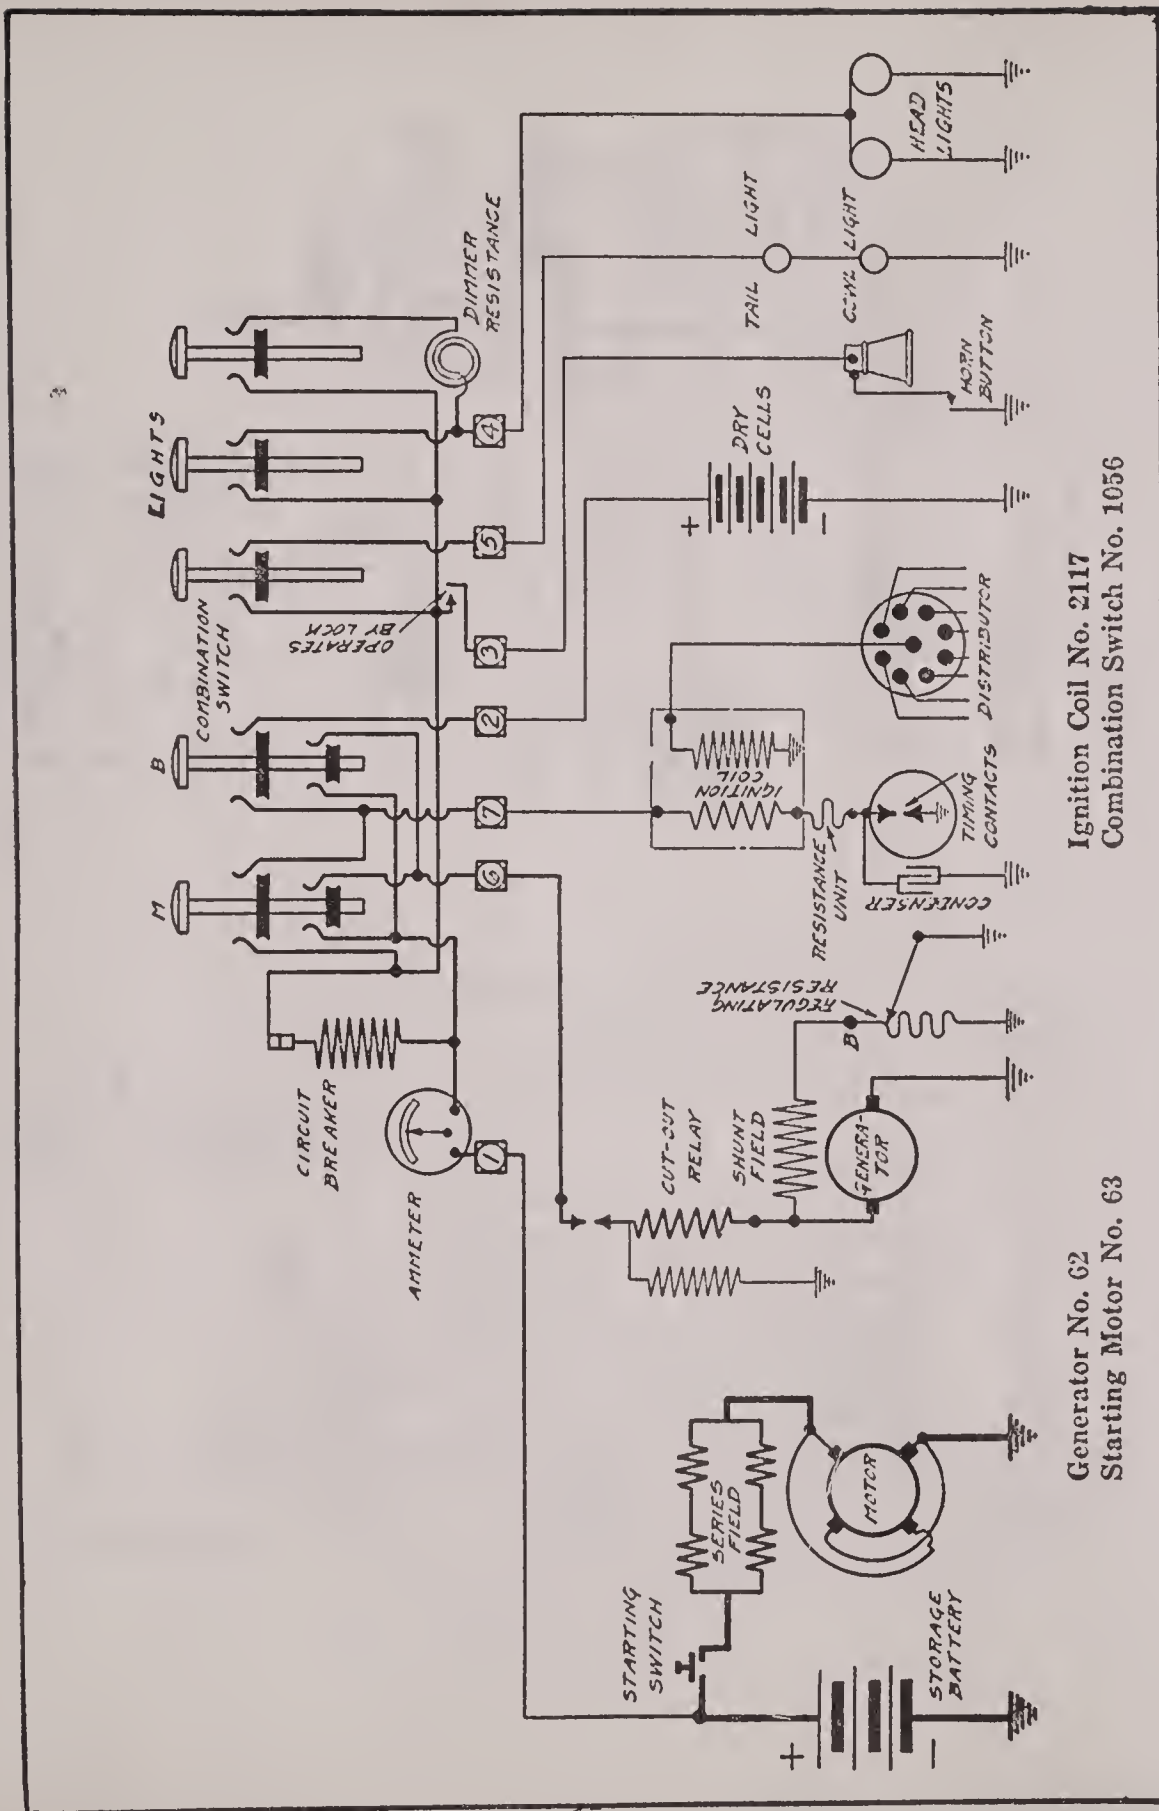 LIGHTS
M
B
COMBINATION
SWITCH
OPERATES
BY LOCK
DIMMER
RESISTANCE
CIRCUIT
BREAKER
AMMETER
1
6
7
2
3
5
4
STARTING
SWITCH
SERIES
FIELD
MOTOR
+
-
STORAGE
BATTERY
CUT-OUT
RELAY
SHUNT
FIELD
GENERA-
TOR
B
REGULATING
RESISTANCE
IGNITION
COIL
RESISTANCE
UNIT
CONDENSER
TIMING
CONTACTS
DISTRIBUTOR
+
DRY
CELLS
-
HORN
BUTTON
TAIL LIGHT
COWL LIGHT
HEAD
LIGHTS
Generator No. 62
Starting Motor No. 63
Ignition Coil No. 2117
Combination Switch No. 1056